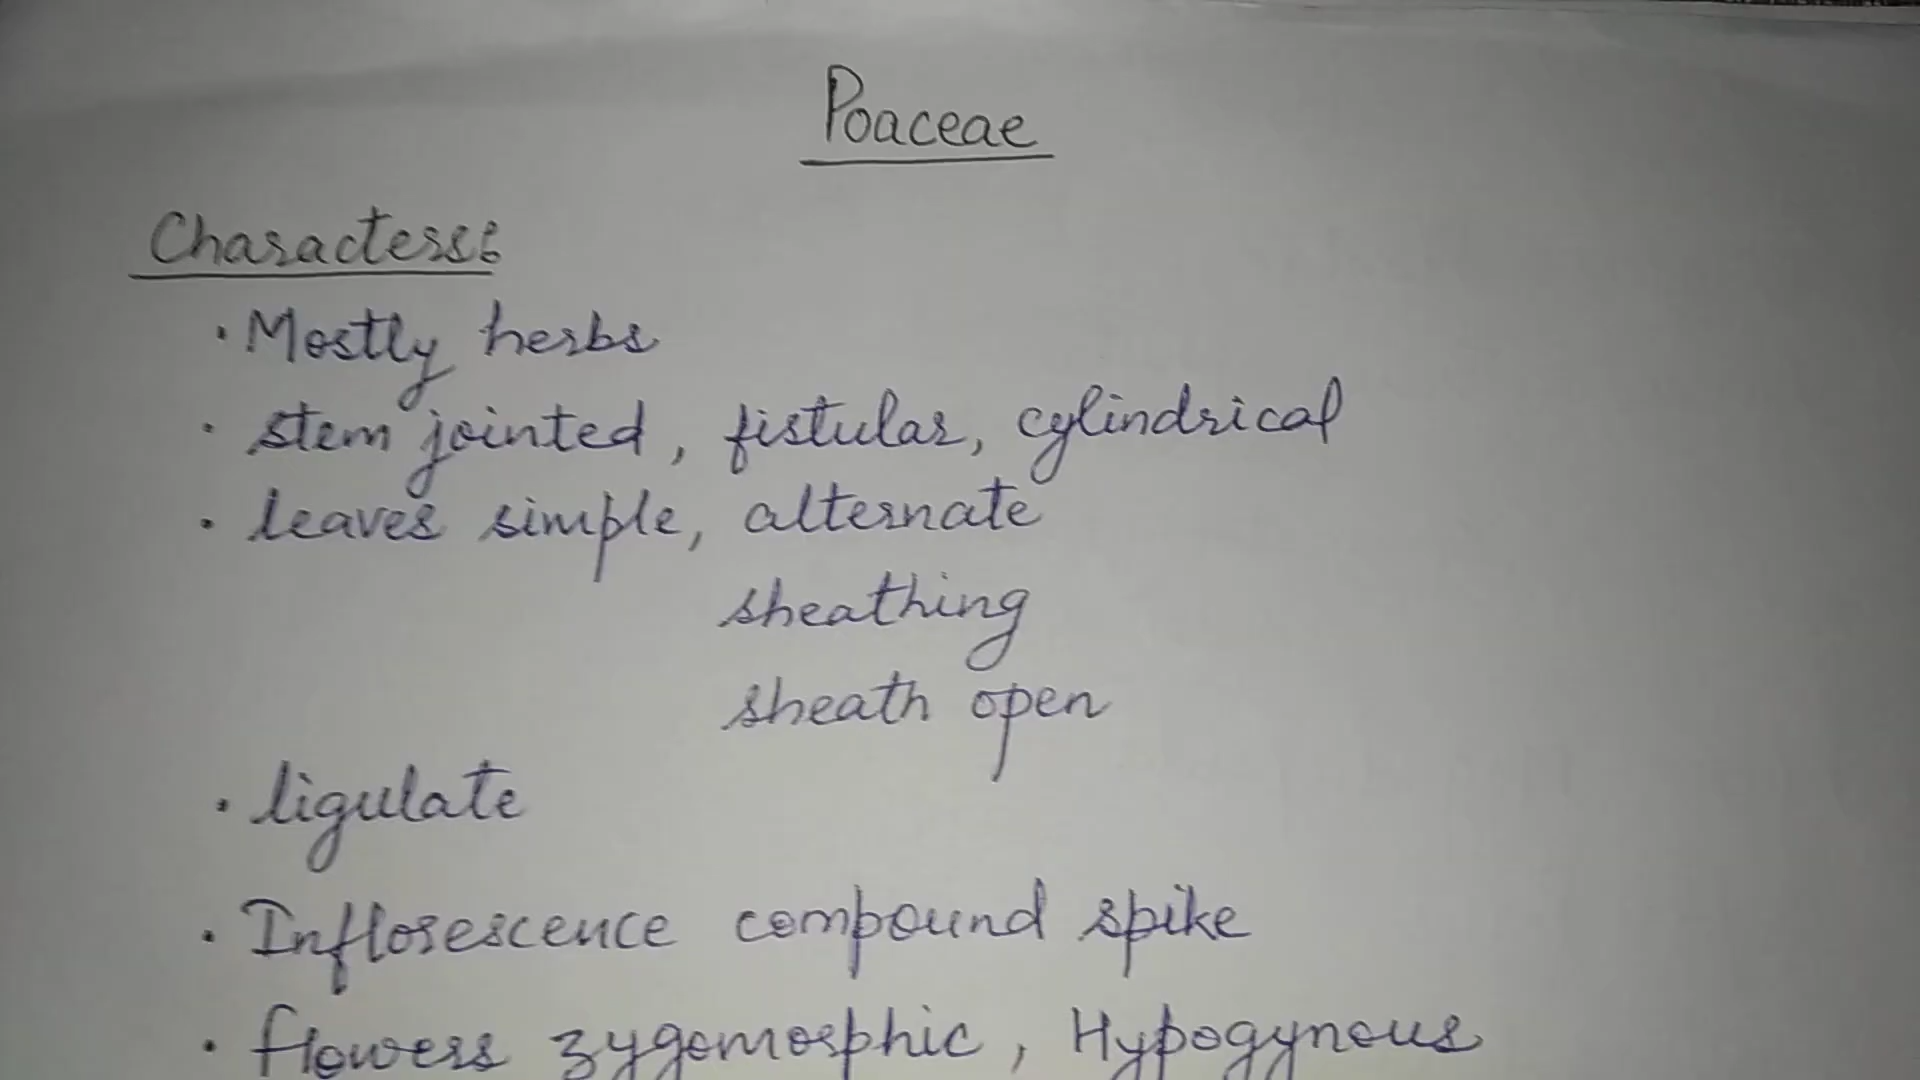 Poaceae
Characters:
· Mostly herbs
· stem jointed, fistular, cylindrical
· leaves simple, alternate
sheathing
sheath open
· ligulate
· Inflorescence compound spike
· flowers zygomorphic, Hypogynous